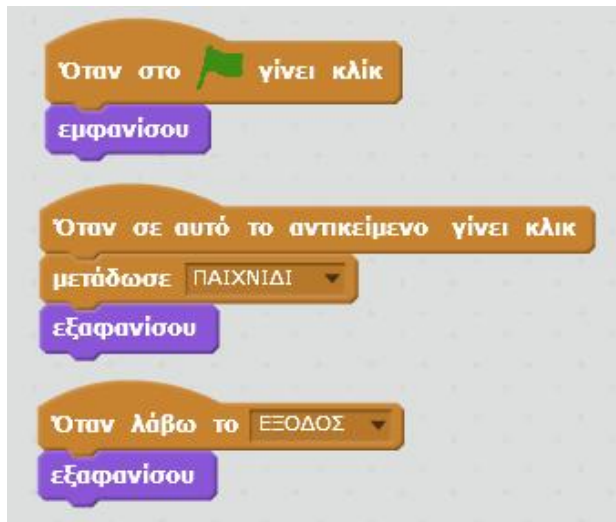 Όταν στο γίνει κλίκ
εμφανίσου
Όταν σε αυτό το αντικείμενο γίνει κλικ
μετάδωσε ΠΑΙΧΝΙΔΙ
εξαφανίσου
Όταν λάβω το ΕΞΟΔΟΣ
εξαφανίσου